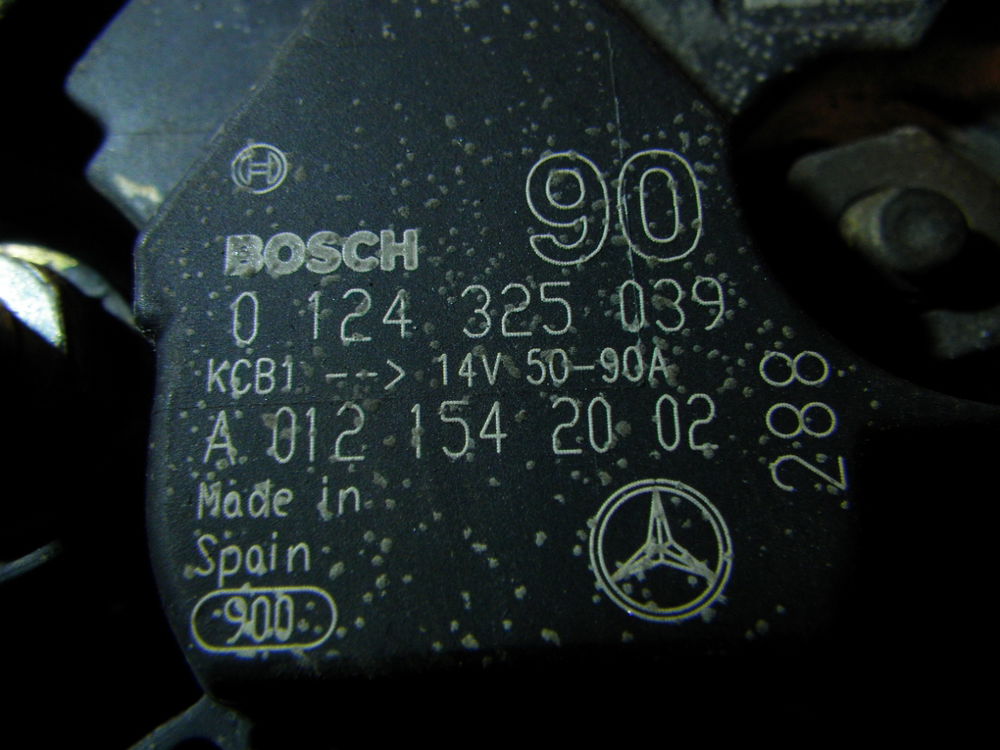 90
BOSCH
0 124 325 039
KCB1 --> 14V 50-90A
A 012 154 20 02
288
Made in
Spain
900